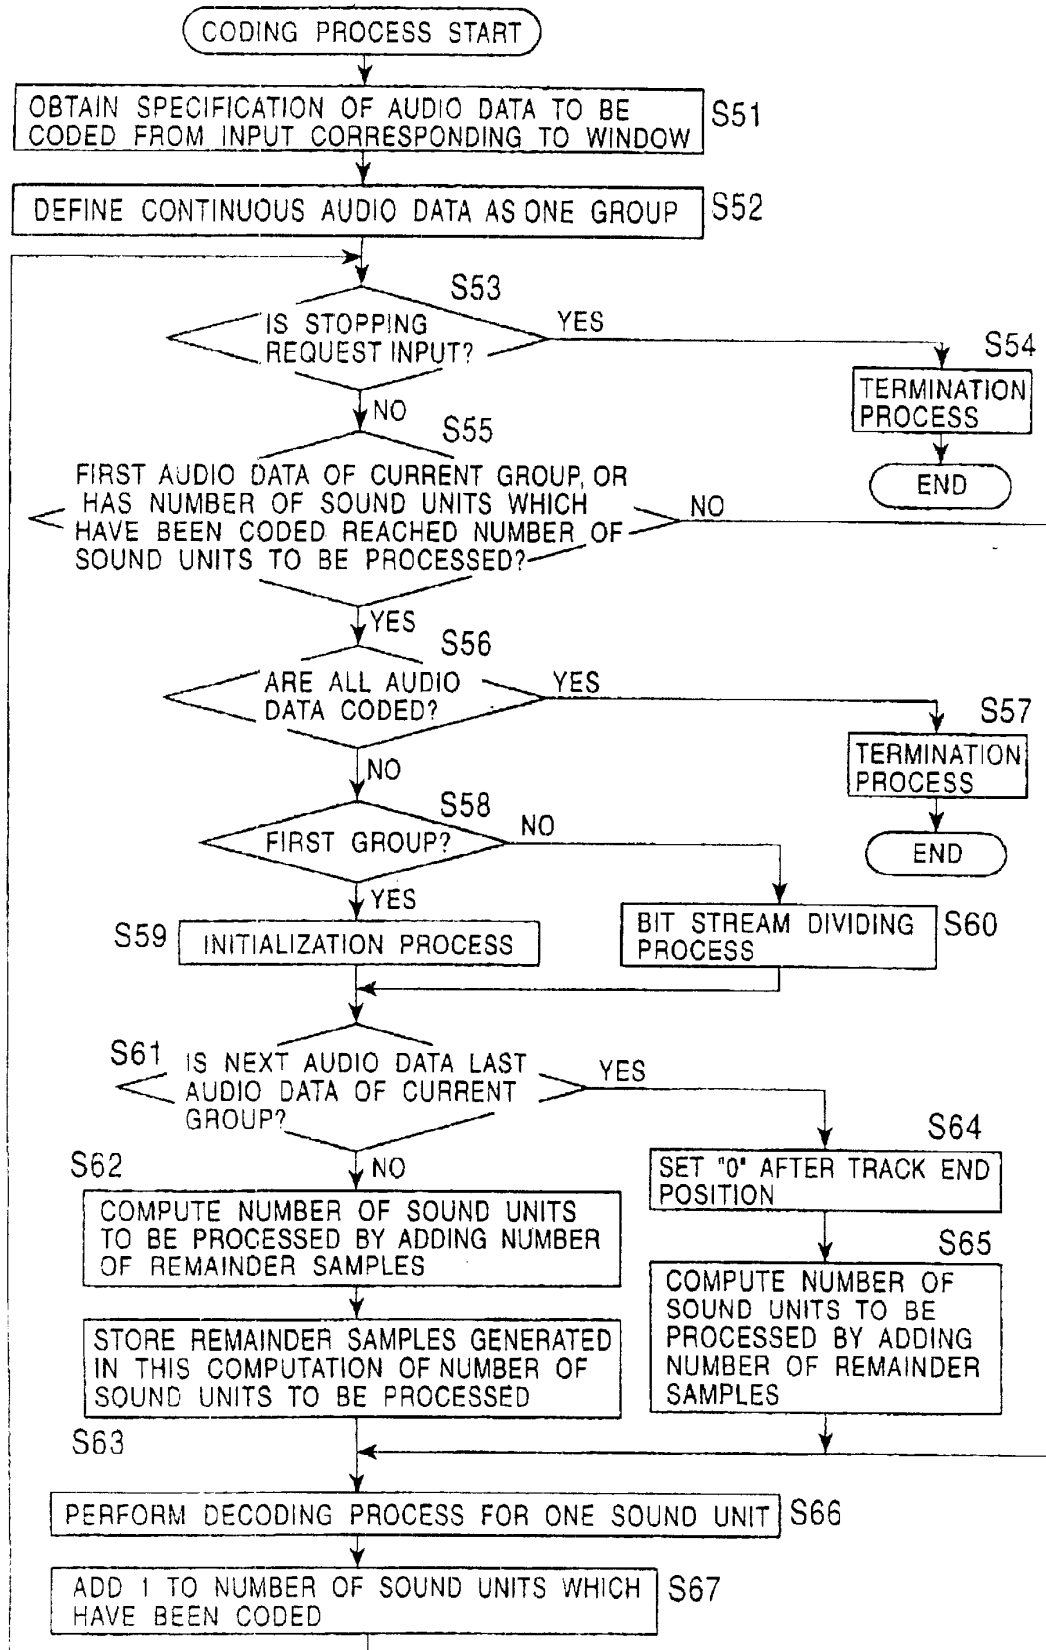 CODING PROCESS START
OBTAIN SPECIFICATION OF AUDIO DATA TO BE
CODED FROM INPUT CORRESPONDING TO WINDOW
S51
DEFINE CONTINUOUS AUDIO DATA AS ONE GROUP
S52
S53
IS STOPPING
REQUEST INPUT?
YES
S54
TERMINATION
PROCESS
END
NO
S55
FIRST AUDIO DATA OF CURRENT GROUP, OR
HAS NUMBER OF SOUND UNITS WHICH
HAVE BEEN CODED REACHED NUMBER OF
SOUND UNITS TO BE PROCESSED?
NO
YES
S56
ARE ALL AUDIO
DATA CODED?
YES
S57
TERMINATION
PROCESS
END
NO
S58
FIRST GROUP?
NO
YES
S59
INITIALIZATION PROCESS
BIT STREAM DIVIDING
PROCESS
S60
S61
IS NEXT AUDIO DATA LAST
AUDIO DATA OF CURRENT
GROUP?
YES
NO
S62
COMPUTE NUMBER OF SOUND UNITS
TO BE PROCESSED BY ADDING NUMBER
OF REMAINDER SAMPLES
STORE REMAINDER SAMPLES GENERATED
IN THIS COMPUTATION OF NUMBER OF
SOUND UNITS TO BE PROCESSED
S63
S64
SET "0" AFTER TRACK END
POSITION
S65
COMPUTE NUMBER OF
SOUND UNITS TO BE
PROCESSED BY ADDING
NUMBER OF REMAINDER
SAMPLES
PERFORM DECODING PROCESS FOR ONE SOUND UNIT
S66
ADD 1 TO NUMBER OF SOUND UNITS WHICH
HAVE BEEN CODED
S67